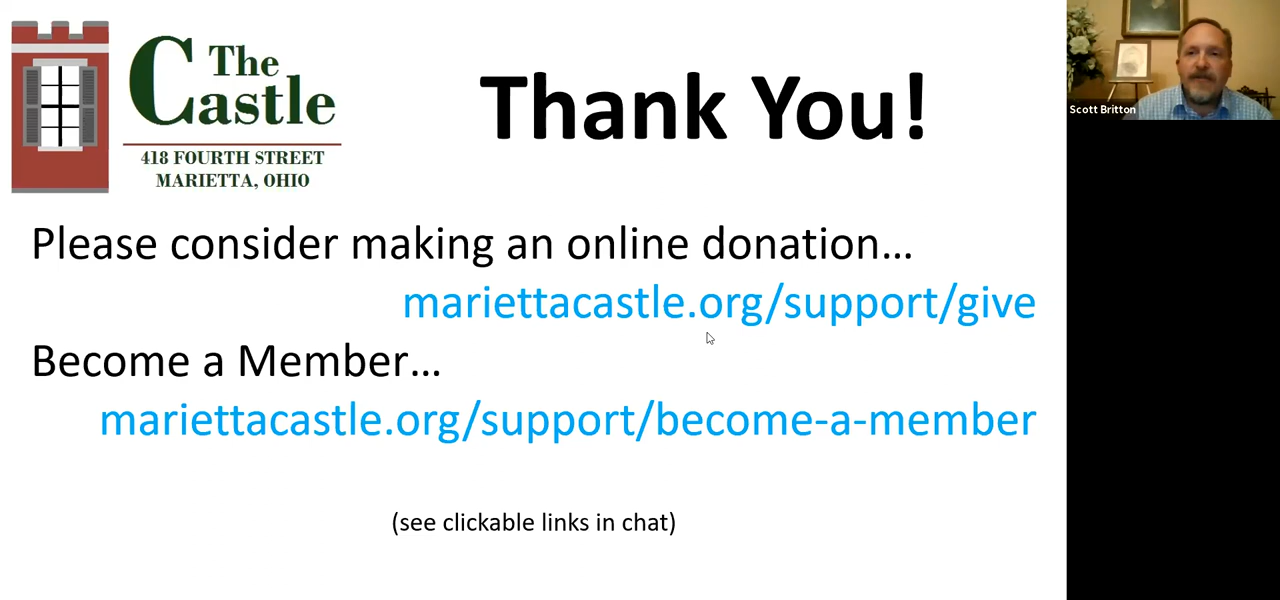 The
Castle
418 FOURTH STREET
MARIETTA, OHIO
Thank You!
Scott Britton
Please consider making an online donation...
mariettacastle.org/support/give
Become a Member...
mariettacastle.org/support/become-a-member
(see clickable links in chat)